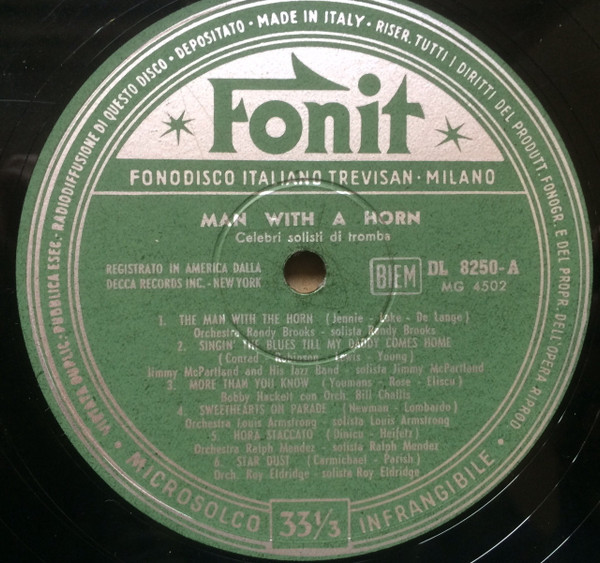 VIETATA DUPLIC. PUBBLICA ESEC. • RADIODIFFUSIONE DI QUESTO DISCO • DEPOSITATO • MADE IN ITALY • RISER. TUTTI I DIRITTI DEL PRODUTT. FONOGR. E DEL PROPR. DELL'OPERA RIPROD
Fonit
FONODISCO ITALIANO TREVISAN • MILANO
MAN WITH A HORN
Celebri solisti di tromba
REGISTRATO IN AMERICA DALLA
DECCA RECORDS INC. - NEW YORK
BIEM
DL 8250-A
MG 4502
1. THE MAN WITH THE HORN (Jennie - Lake - De Lange)
Orchestra Randy Brooks - solista Randy Brooks
2. SINGIN' THE BLUES TILL MY DADDY COMES HOME
(Conrad - Robinson - Lewis - Young)
Jimmy McPartland and His Jazz Band - solista Jimmy McPartland
3. MORE THAN YOU KNOW (Youmans - Rose - Eliscu)
Bobby Hackett con Orch. Bill Challis
4. SWEETHEARTS ON PARADE (Newman - Lombardo)
Orchestra Louis Armstrong - solista Louis Armstrong
5. HORA STACCATO (Dinicu - Heifetz)
Orchestra Ralph Mendez - solista Ralph Mendez
6. STAR DUST (Carmichael - Parish)
Orch. Roy Eldridge - solista Roy Eldridge
• MICROSOLCO 33 1/3 INFRANGIBILE •